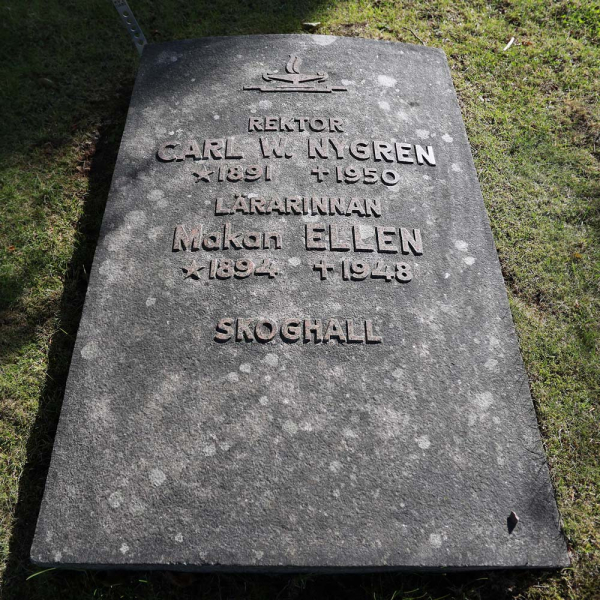 REKTOR
CARL W. NYGREN
★1891 ✝1950
LÄRARINNAN
Makan ELLEN
★1894 ✝1948
SKOGHALL